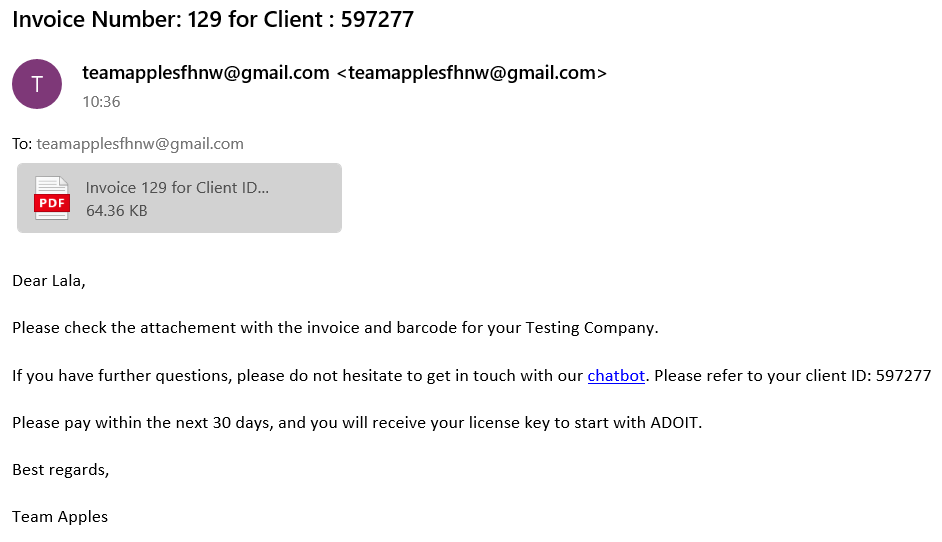 Invoice Number: 129 for Client : 597277
T
teamapplesfhnw@gmail.com <teamapplesfhnw@gmail.com>
10:36
To: teamapplesfhnw@gmail.com
PDF
Invoice 129 for Client ID...
64.36 KB
Dear Lala,
Please check the attachement with the invoice and barcode for your Testing Company.
If you have further questions, please do not hesitate to get in touch with our chatbot. Please refer to your client ID: 597277
Please pay within the next 30 days, and you will receive your license key to start with ADOIT.
Best regards,
Team Apples